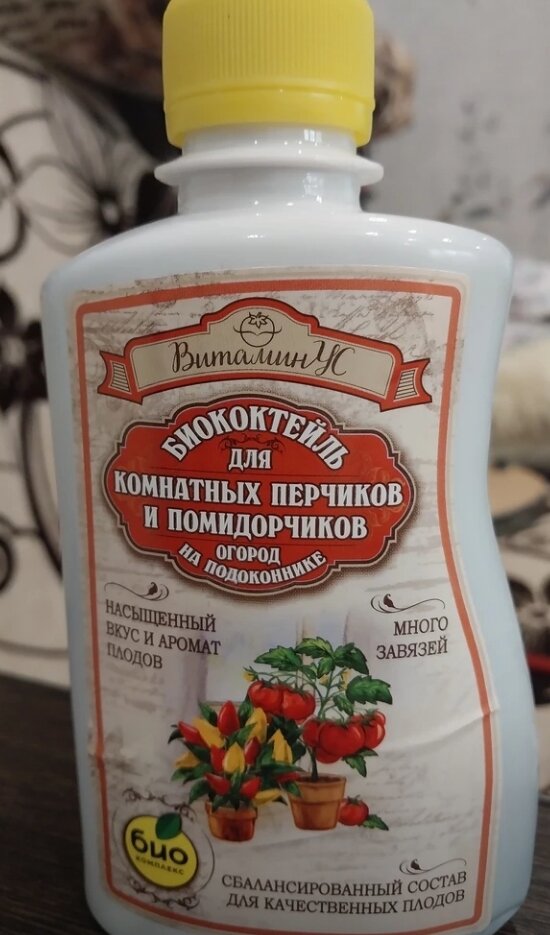 ВитаминУС
БИОКОКТЕЙЛЬ
ДЛЯ
КОМНАТНЫХ ПЕРЧИКОВ
И ПОМИДОРЧИКОВ
ОГОРОД
НА ПОДОКОННИКЕ
НАСЫЩЕННЫЙ
ВКУС И АРОМАТ
ПЛОДОВ
МНОГО
ЗАВЯЗЕЙ
био
КОМПЛЕКС
СБАЛАНСИРОВАННЫЙ СОСТАВ
ДЛЯ КАЧЕСТВЕННЫХ ПЛОДОВ